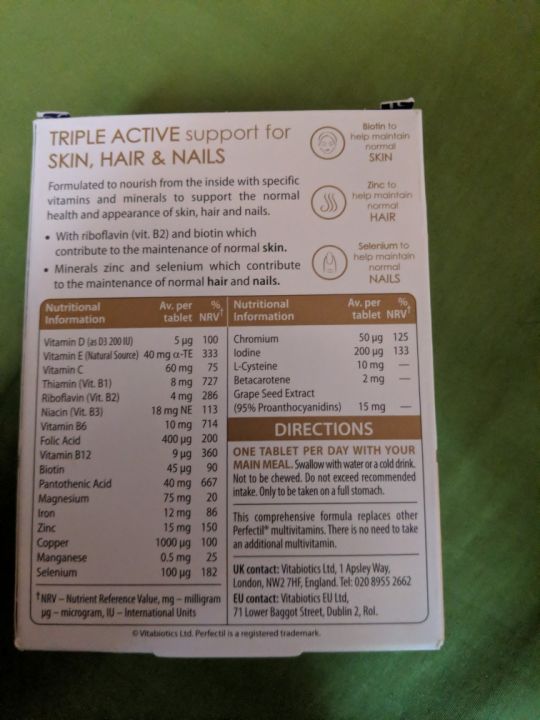 TRIPLE ACTIVE support for
SKIN, HAIR & NAILS
Formulated to nourish from the inside with specific
vitamins and minerals to support the normal
health and appearance of skin, hair and nails.
• With riboflavin (vit. B2) and biotin which
contribute to the maintenance of normal skin.
• Minerals zinc and selenium which contribute
to the maintenance of normal hair and nails.
Biotin to
help maintain
normal
SKIN
Zinc to
help maintain
normal
HAIR
Selenium to
help maintain
normal
NAILS
Nutritional Av. per %
Information tablet NRV†
Vitamin D (as D3 200 IU) 5 µg 100
Vitamin E (Natural Source) 40 mg α-TE 333
Vitamin C 60 mg 75
Thiamin (Vit. B1) 8 mg 727
Riboflavin (Vit. B2) 4 mg 286
Niacin (Vit. B3) 18 mg NE 113
Vitamin B6 10 mg 714
Folic Acid 400 µg 200
Vitamin B12 9 µg 360
Biotin 45 µg 90
Pantothenic Acid 40 mg 667
Magnesium 75 mg 20
Iron 12 mg 86
Zinc 15 mg 150
Copper 1000 µg 100
Manganese 0.5 mg 25
Selenium 100 µg 182
†NRV – Nutrient Reference Value, mg – milligram
µg – microgram, IU – International Units
Nutritional Av. per %
Information tablet NRV†
Chromium 50 µg 125
Iodine 200 µg 133
L-Cysteine 10 mg —
Betacarotene 2 mg —
Grape Seed Extract
(95% Proanthocyanidins) 15 mg —
DIRECTIONS
ONE TABLET PER DAY WITH YOUR
MAIN MEAL. Swallow with water or a cold drink.
Not to be chewed. Do not exceed recommended
intake. Only to be taken on a full stomach.
This comprehensive formula replaces other
Perfectil® multivitamins. There is no need to take
an additional multivitamin.
UK contact: Vitabiotics Ltd, 1 Apsley Way,
London, NW2 7HF, England. Tel: 020 8955 2662
EU contact: Vitabiotics EU Ltd,
71 Lower Baggot Street, Dublin 2, RoI.
© Vitabiotics Ltd. Perfectil is a registered trademark.